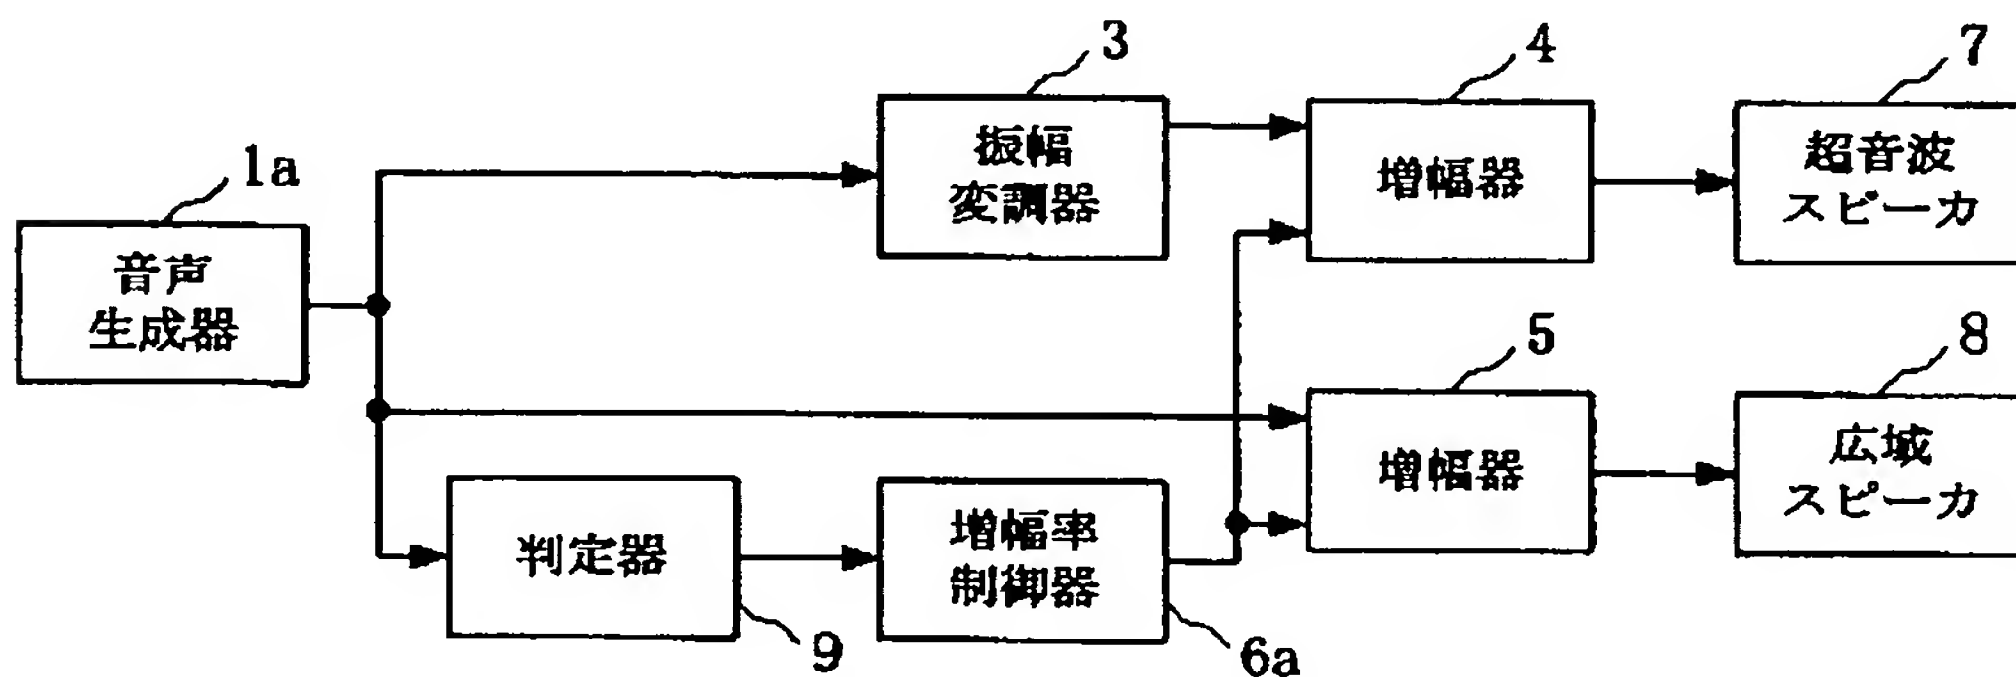 1a
音声
生成器
3
振幅
変調器
4
増幅器
7
超音波
スピーカ
5
増幅器
8
広域
スピーカ
判定器
9
増幅率
制御器
6a